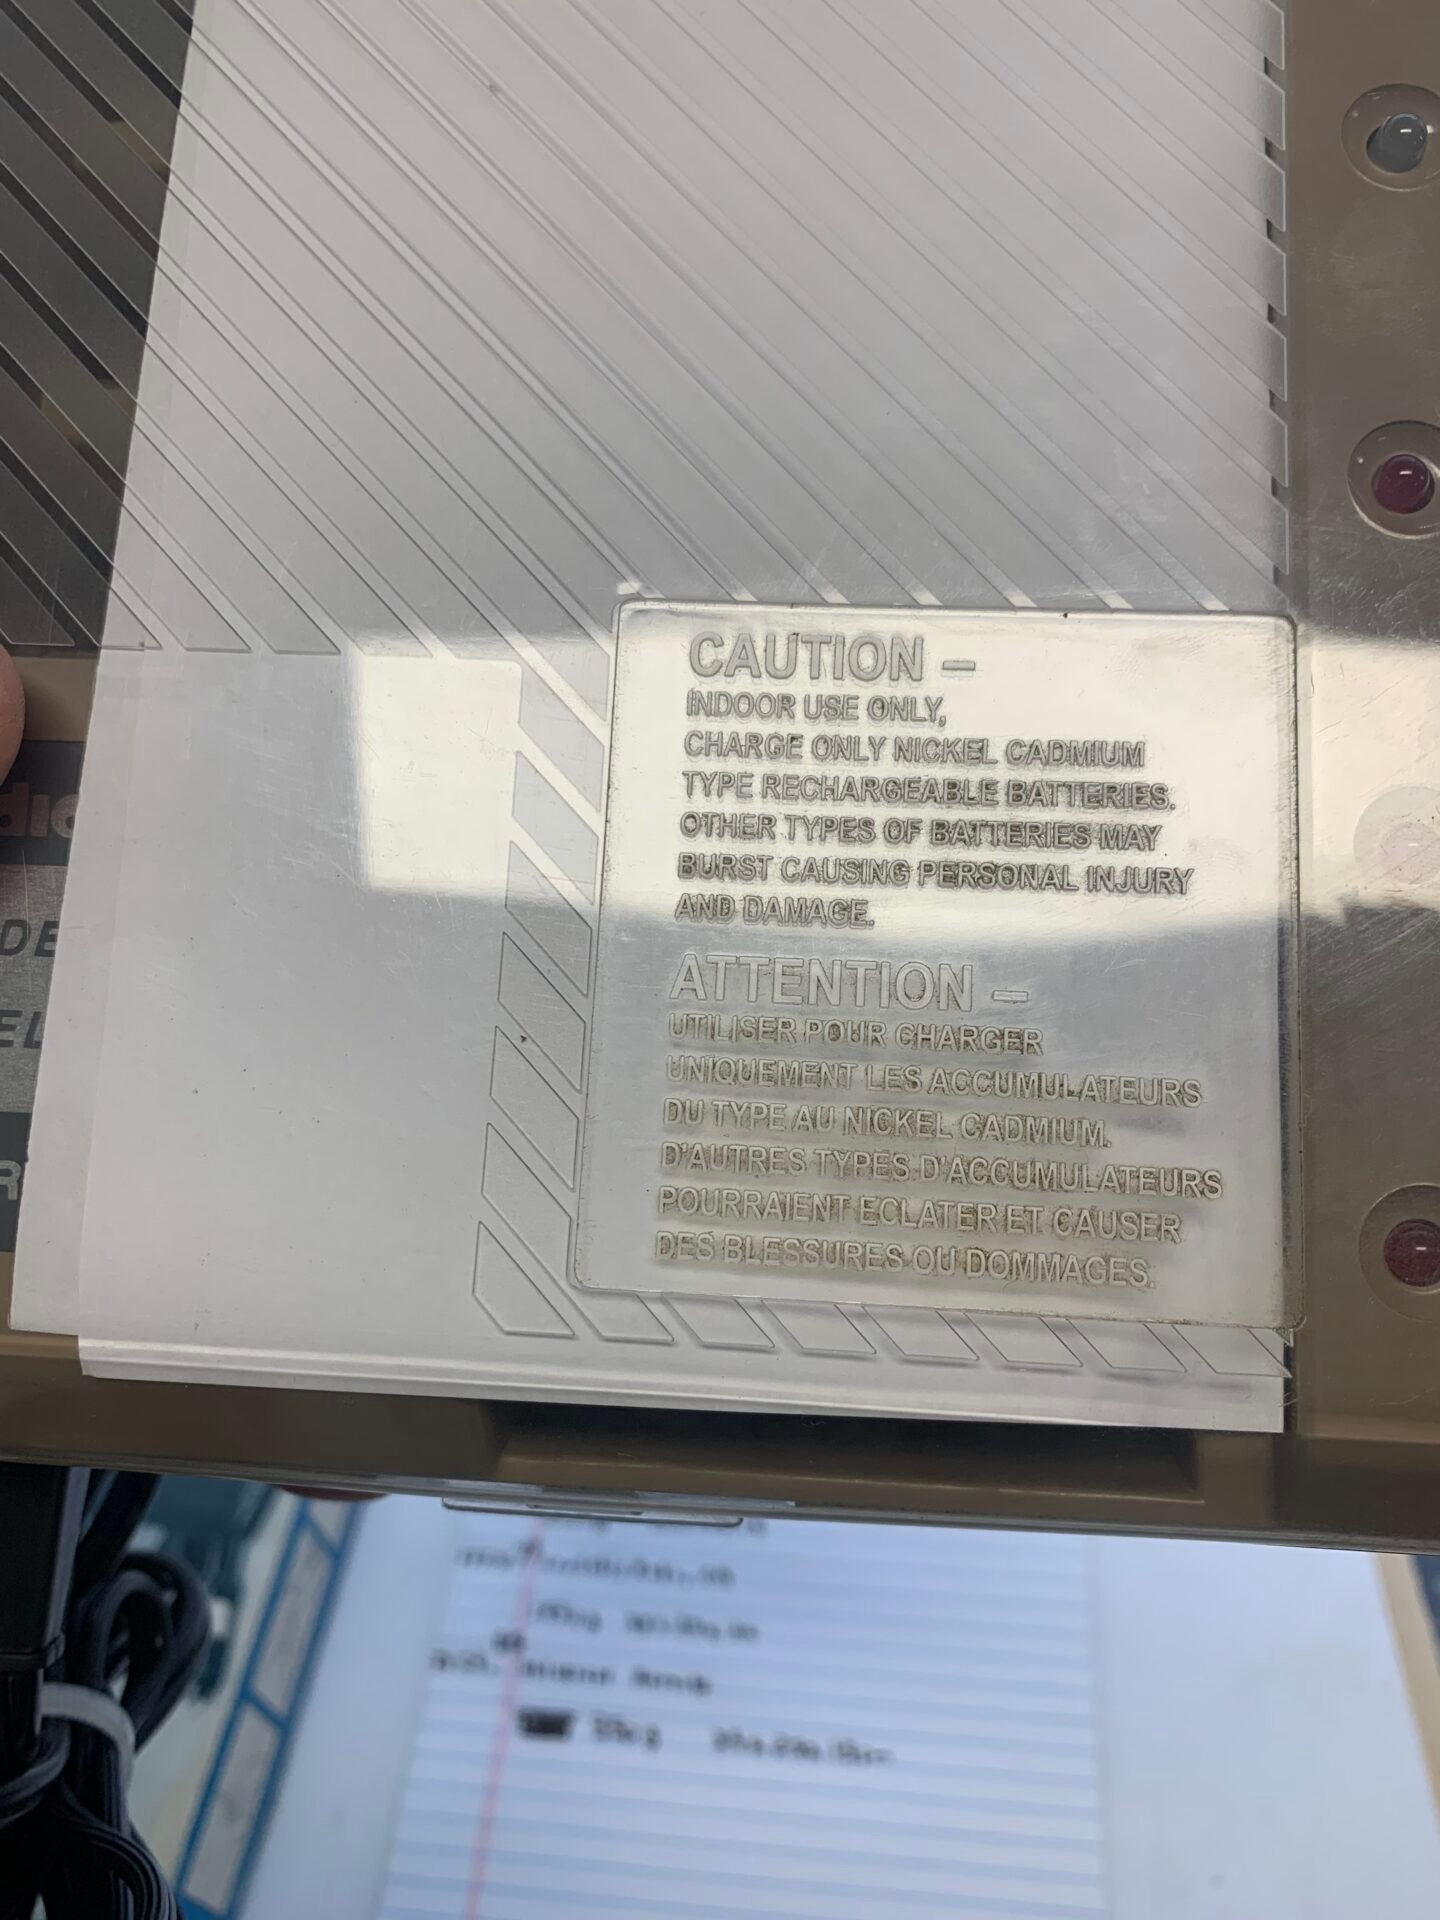 CAUTION –
INDOOR USE ONLY,
CHARGE ONLY NICKEL CADMIUM
TYPE RECHARGEABLE BATTERIES.
OTHER TYPES OF BATTERIES MAY
BURST CAUSING PERSONAL INJURY
AND DAMAGE.
ATTENTION –
UTILISER POUR CHARGER
UNIQUEMENT LES ACCUMULATEURS
DU TYPE AU NICKEL CADMIUM.
D'AUTRES TYPES D'ACCUMULATEURS
POURRAIENT ECLATER ET CAUSER
DES BLESSURES OU DOMMAGES.